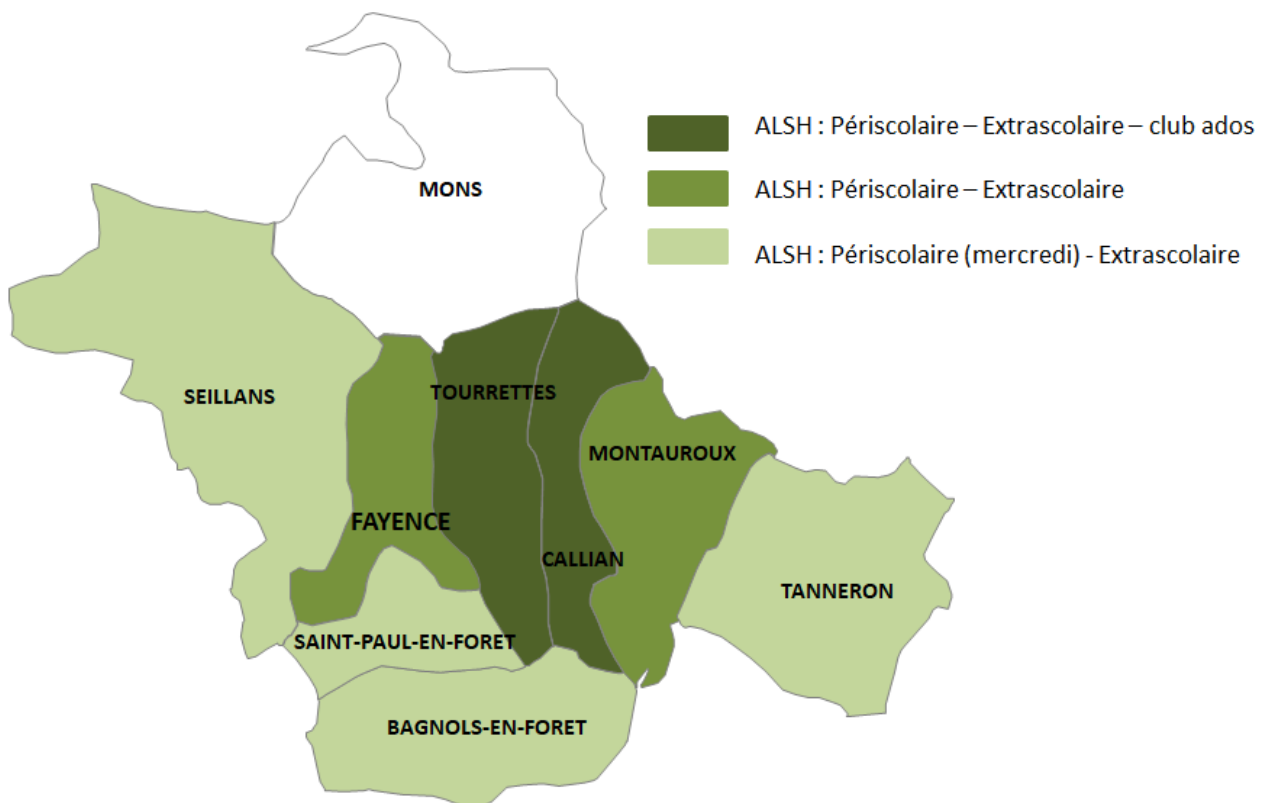 ALSH : Périscolaire – Extrascolaire – club ados
ALSH : Périscolaire – Extrascolaire
ALSH : Périscolaire (mercredi) - Extrascolaire
MONS
SEILLANS
TOURRETTES
MONTAUROUX
FAYENCE
CALLIAN
TANNERON
SAINT-PAUL-EN-FORET
BAGNOLS-EN-FORET